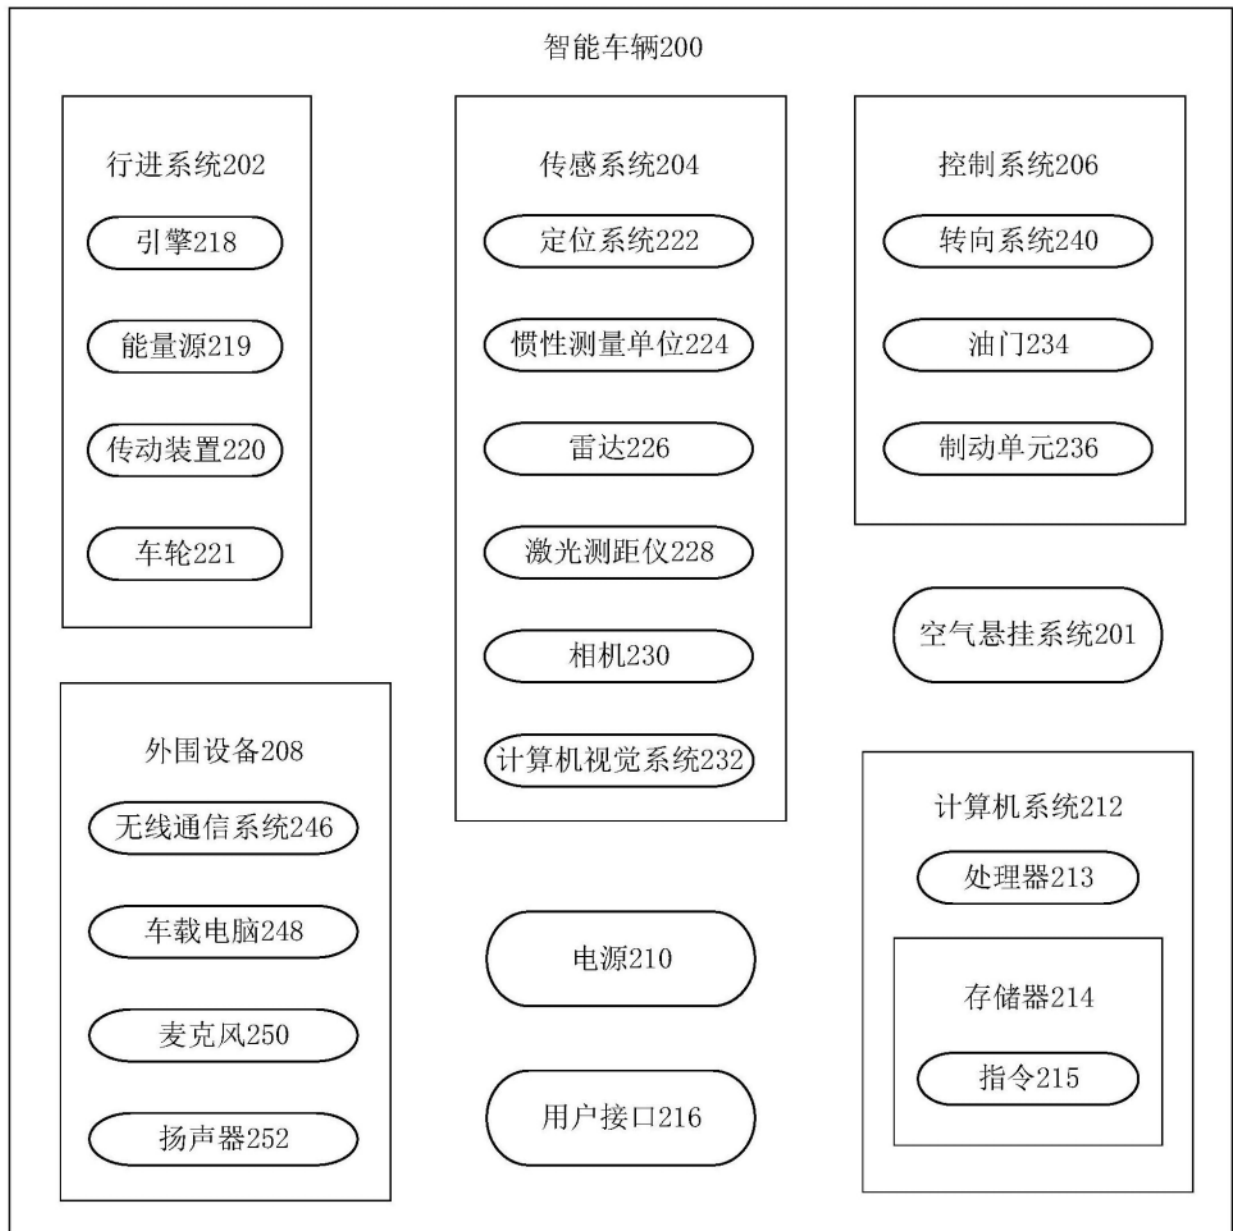 智能车辆200
行进系统202
引擎218
能量源219
传动装置220
车轮221
传感系统204
定位系统222
惯性测量单位224
雷达226
激光测距仪228
相机230
计算机视觉系统232
控制系统206
转向系统240
油门234
制动单元236
空气悬挂系统201
外围设备208
无线通信系统246
车载电脑248
麦克风250
扬声器252
电源210
用户接口216
计算机系统212
处理器213
存储器214
指令215